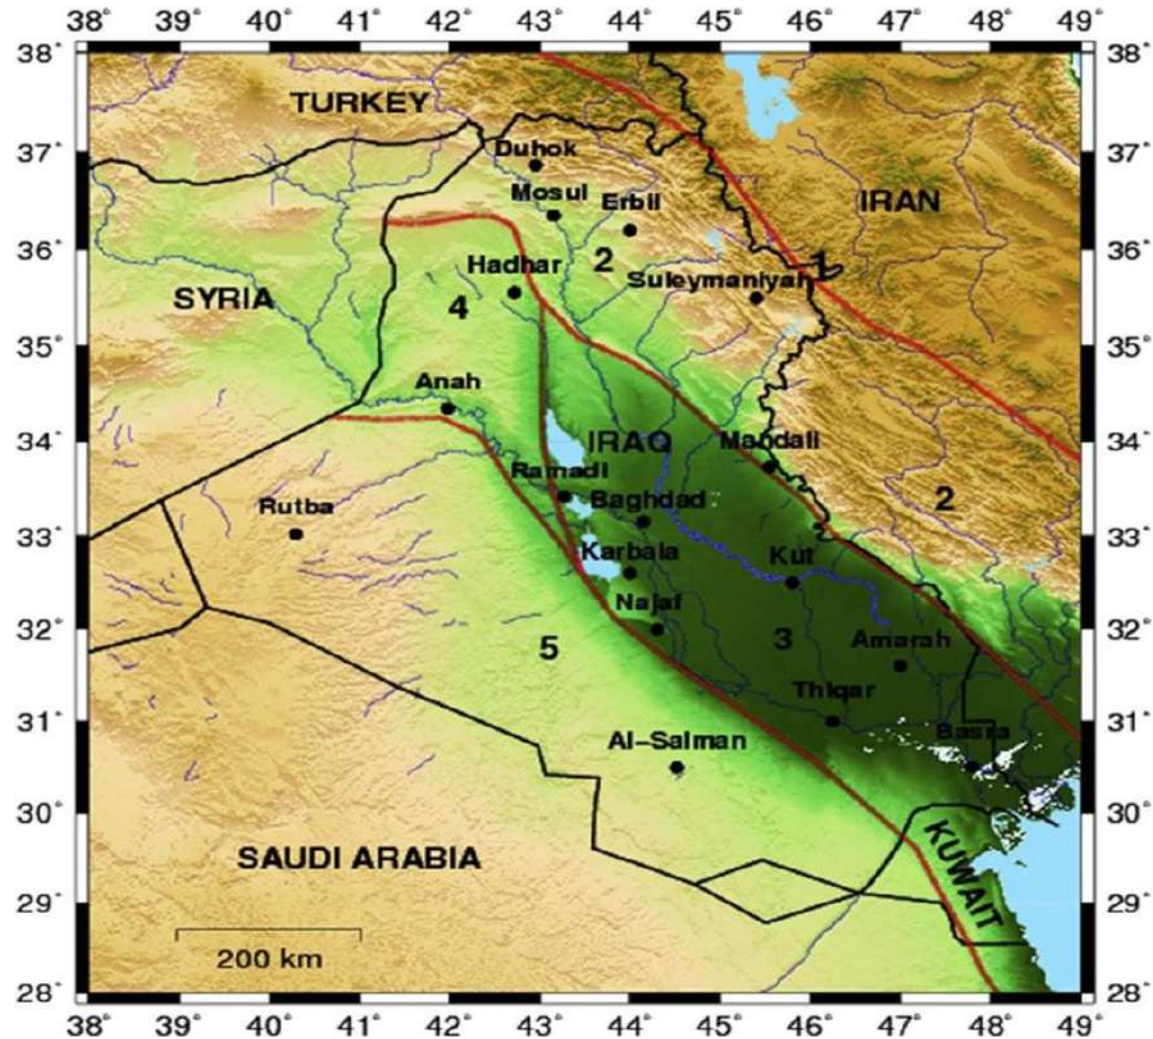 38° 39° 40° 41° 42° 43° 44° 45° 46° 47° 48° 49°
38° 38°
TURKEY
37° 37°
Duhok
Mosul
Erbil
IRAN
36° 36°
2
1
Hadhar
Suleymaniyah
SYRIA
4
35° 35°
Anah
34° 34°
IRAQ
Mandali
Ramadi
2
Rutba
Baghdad
33° 33°
Karbala
Kut
Najaf
32° 32°
5
3
Amarah
Thiqar
31° 31°
Al-Salman
Basra
30° 30°
SAUDI ARABIA
KUWAIT
29° 29°
200 km
28° 28°
38° 39° 40° 41° 42° 43° 44° 45° 46° 47° 48° 49°